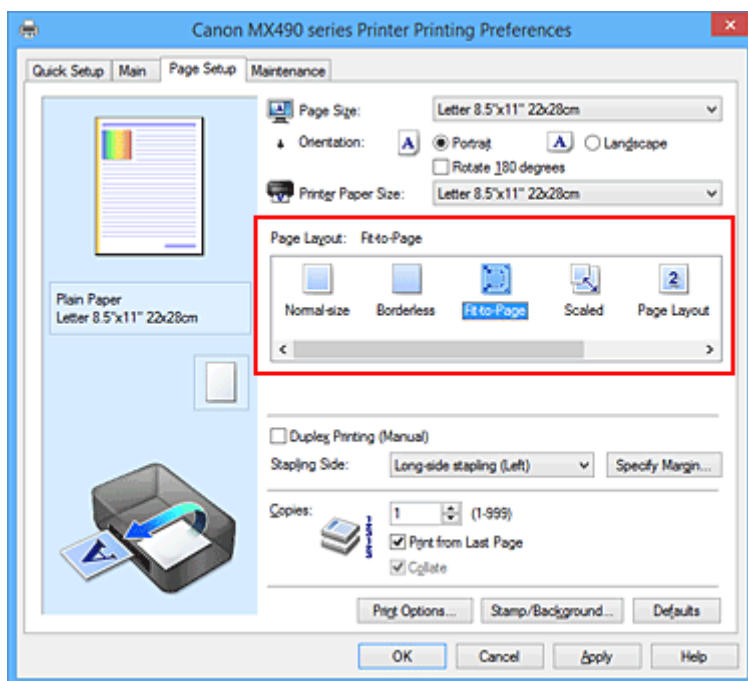 Canon MX490 series Printer Printing Preferences
Quick Setup Main Page Setup Maintenance
Page Size: Letter 8.5"x11" 22x28cm
Orientation: A Portrait A Landscape
Rotate 180 degrees
Printer Paper Size: Letter 8.5"x11" 22x28cm
Page Layout: Fit-to-Page
2
Normal-size Borderless Fit-to-Page Scaled Page Layout
Plain Paper
Letter 8.5"x11" 22x28cm
Duplex Printing (Manual)
Stapling Side: Long-side stapling (Left) Specify Margin...
Copies: 1 (1-999)
Print from Last Page
Collate
A
Print Options... Stamp/Background... Defaults
OK Cancel Apply Help